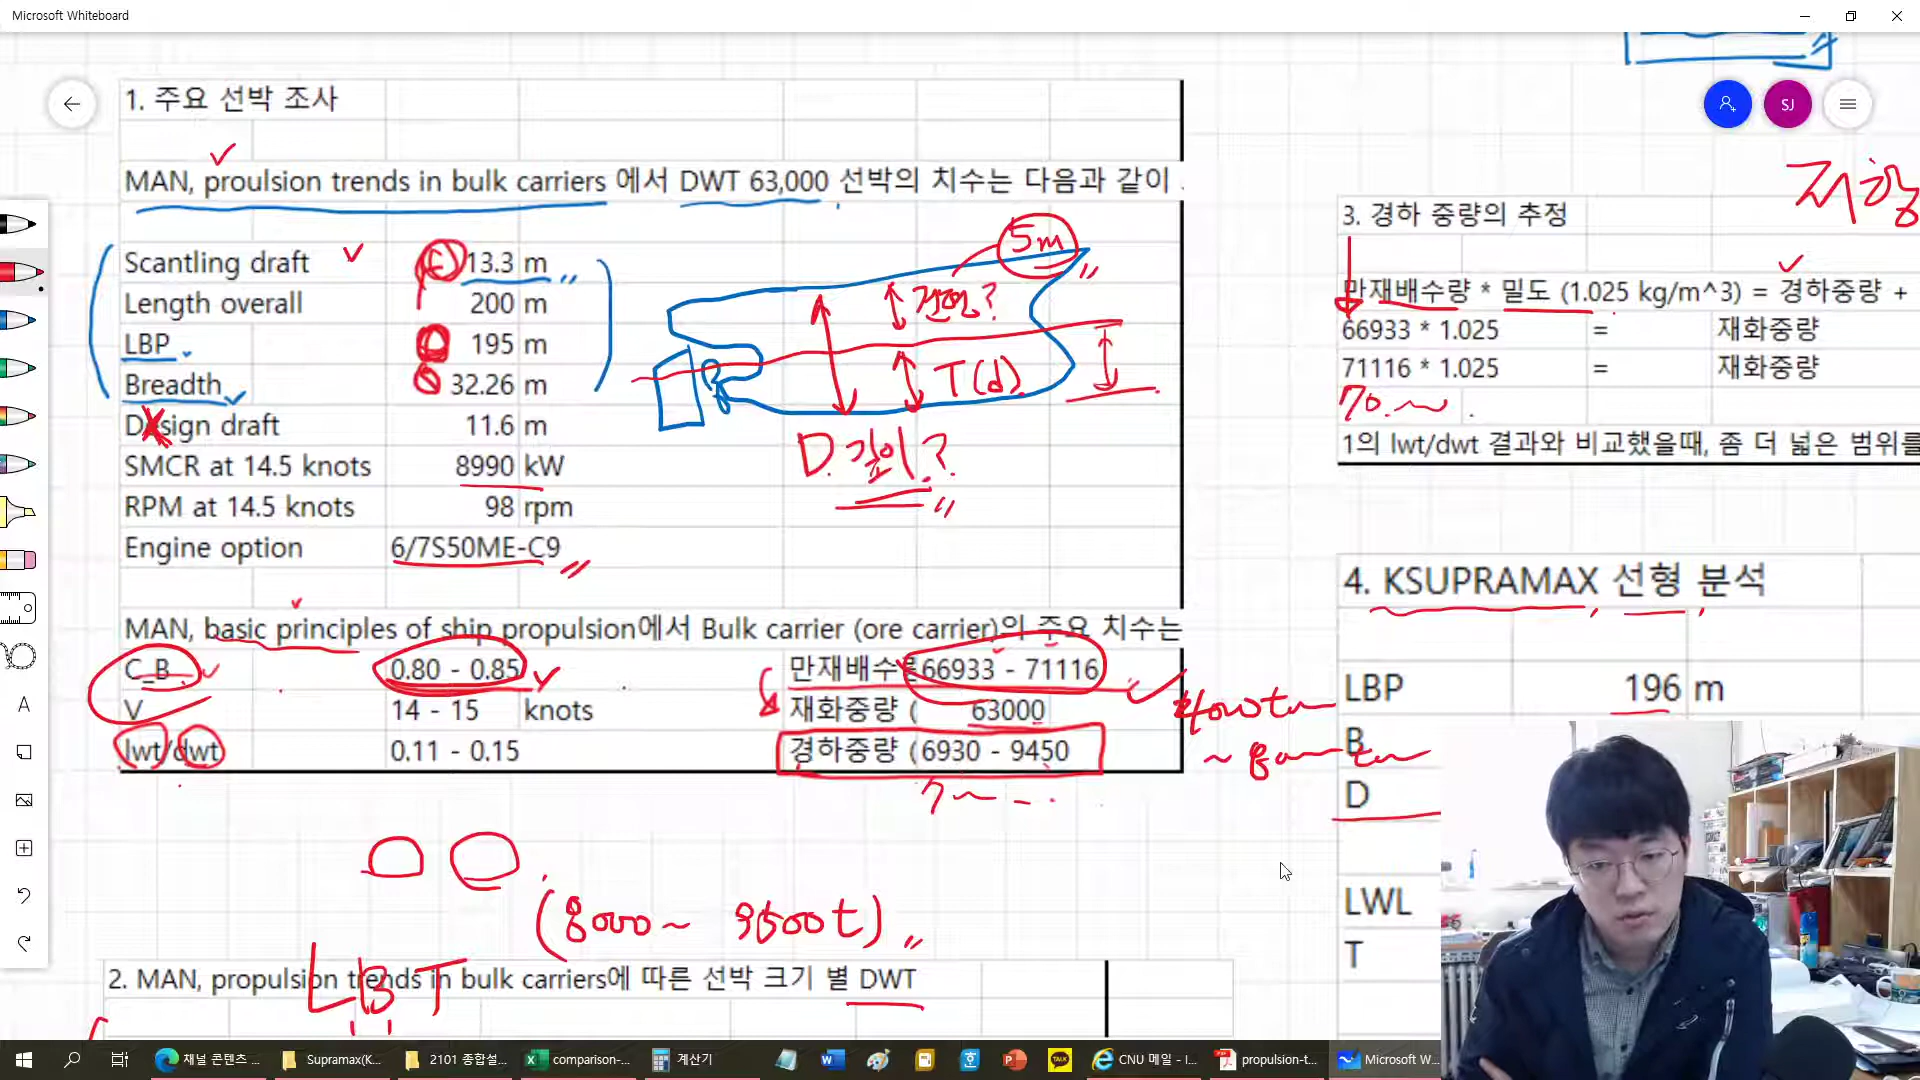 Microsoft Whiteboard
SJ
1. 주요 선박 조사
MAN, proulsion trends in bulk carriers 에서 DWT 63,000 선박의 치수는 다음과 같이
Scantling draft 13.3 m
Length overall 200 m
LBP 195 m
Breadth 32.26 m
Design draft 11.6 m
SMCR at 14.5 knots 8990 kW
RPM at 14.5 knots 98 rpm
Engine option 6/7S50ME-C9
5m
건현?
T(d)
D. 깊이?
MAN, basic principles of ship propulsion에서 Bulk carrier (ore carrier)의 주요 치수는
C_B 0.80 - 0.85 만재배수 66933 - 71116
V 14 - 15 knots 재화중량 ( 63000
lwt/dwt 0.11 - 0.15 경하중량 (6930 - 9450
(8000~ 9500t)
LBT
2. MAN, propulsion trends in bulk carriers에 따른 선박 크기 별 DWT
3. 경하 중량의 추정
만재배수량 * 밀도 (1.025 kg/m^3) = 경하중량 +
66933 * 1.025 = 재화중량
71116 * 1.025 = 재화중량
70.~
1의 lwt/dwt 결과와 비교했을때, 좀 더 넓은 범위를
4. KSUPRAMAX 선형 분석
LBP 196 m
B
D
LWL
T
채널 콘텐츠 ...
Supramax(K...
2101 종합설...
comparison-...
계산기
CNU 메일 - I...
propulsion-t...
Microsoft W...